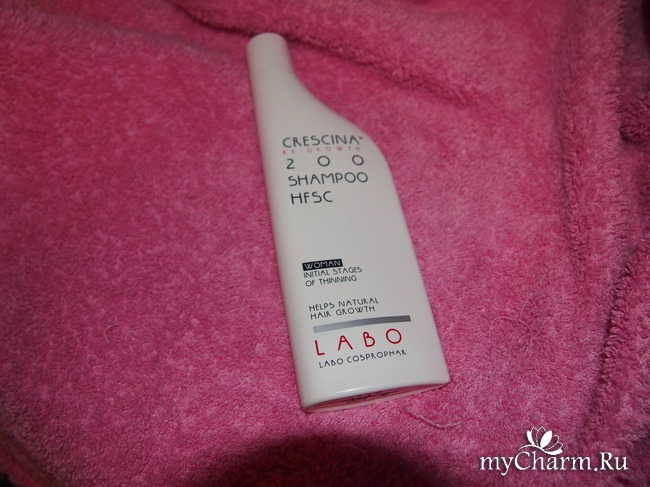 CRESCINA®
RE-GROWTH
200
SHAMPOO
HFSC
WOMAN
INITIAL STAGES
OF THINNING
HELPS NATURAL
HAIR GROWTH
LABO
LABO COSPROPHAR
myCharm.Ru